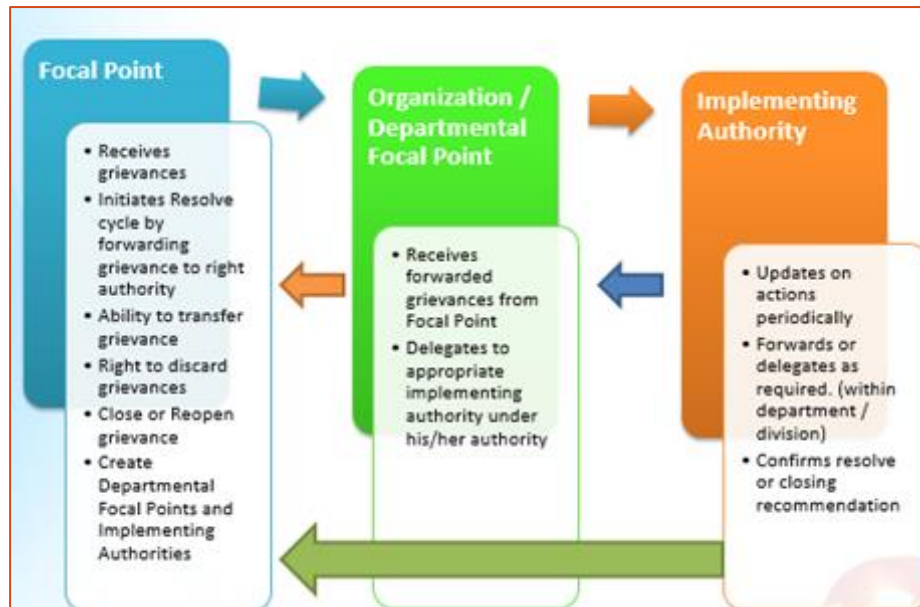 Focal Point
• Receives
grievances
• Initiates Resolve
cycle by
forwarding
grievance to right
authority
• Ability to transfer
grievance
• Right to discard
grievances
• Close or Reopen
grievance
• Create
Departmental
Focal Points and
Implementing
Authorities
Organization /
Departmental
Focal Point
• Receives
forwarded
grievances from
Focal Point
• Delegates to
appropriate
implementing
authority under
his/her authority
Implementing
Authority
• Updates on
actions
periodically
• Forwards or
delegates as
required. (within
department /
division)
• Confirms resolve
or closing
recommendation